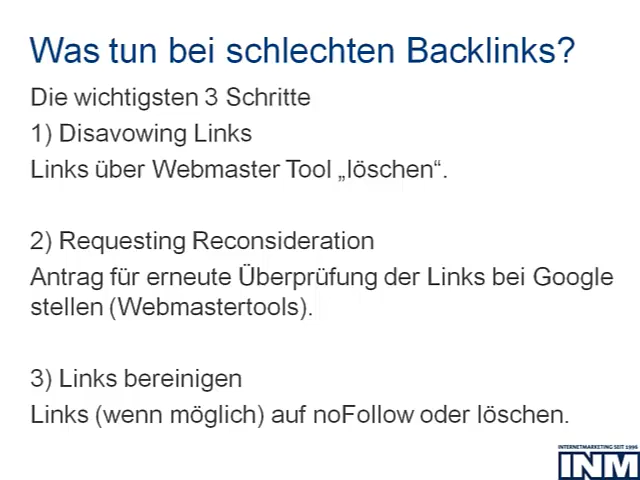 Was tun bei schlechten Backlinks?
Die wichtigsten 3 Schritte
1) Disavowing Links
Links über Webmaster Tool „löschen“.
2) Requesting Reconsideration
Antrag für erneute Überprüfung der Links bei Google
stellen (Webmastertools).
3) Links bereinigen
Links (wenn möglich) auf noFollow oder löschen.
INTERNETMARKETING SEIT 1996
INM